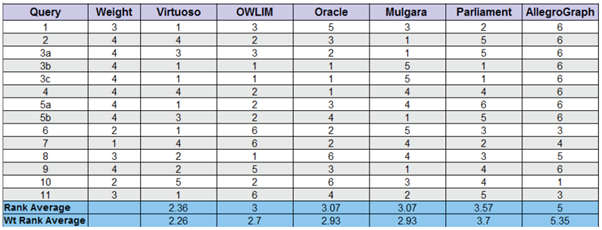 Query Weight Virtuoso OWLIM Oracle Mulgara Parliament AllegroGraph
1 3 1 3 5 3 2 6
2 4 4 2 3 1 5 6
3a 4 3 3 2 1 5 6
3b 4 1 1 1 5 1 6
3c 4 1 1 1 5 1 6
4 4 4 2 1 4 4 6
5a 4 1 2 3 4 6 6
5b 4 3 2 4 1 5 6
6 2 1 6 2 5 3 3
7 1 4 6 2 4 2 4
8 3 2 1 6 4 3 5
9 4 2 5 3 1 4 6
10 2 5 2 6 3 4 1
11 3 1 6 4 2 5 3
Rank Average 2.36 3 3.07 3.07 3.57 5
Wt Rank Average 2.26 2.7 2.93 2.93 3.7 5.35